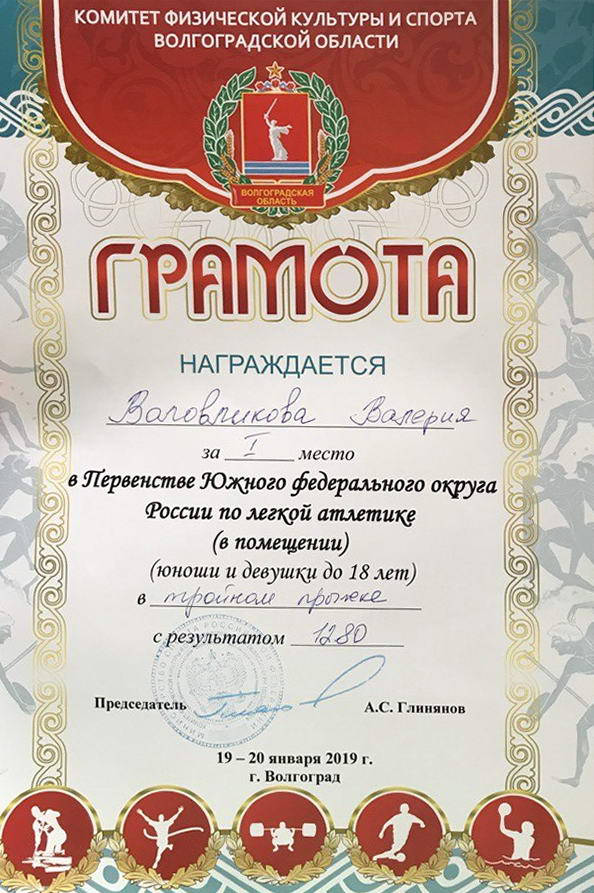 КОМИТЕТ ФИЗИЧЕСКОЙ КУЛЬТУРЫ И СПОРТА
ВОЛГОГРАДСКОЙ ОБЛАСТИ
ВОЛГОГРАДСКАЯ
ОБЛАСТЬ
ГРАМОТА
НАГРАЖДАЕТСЯ
Валерия
за I место
в Первенстве Южного федерального округа
России по легкой атлетике
(в помещении)
(юноши и девушки до 18 лет)
в тройном прыжке
с результатом 1280
Председатель А.С. Глинянов
19 – 20 января 2019 г.
г. Волгоград